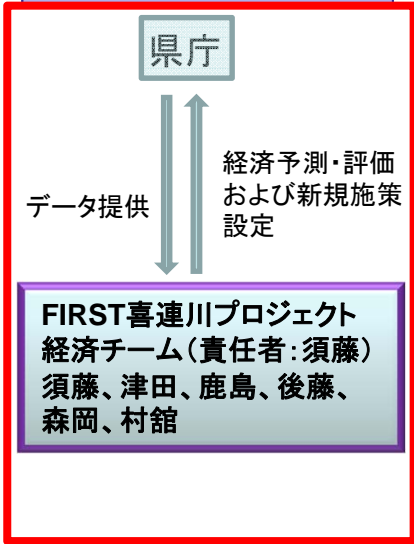 県庁
データ提供
経済予測・評価
および新規施策
設定
FIRST喜連川プロジェクト
経済チーム(責任者:須藤)
須藤、津田、鹿島、後藤、
森岡、村舘